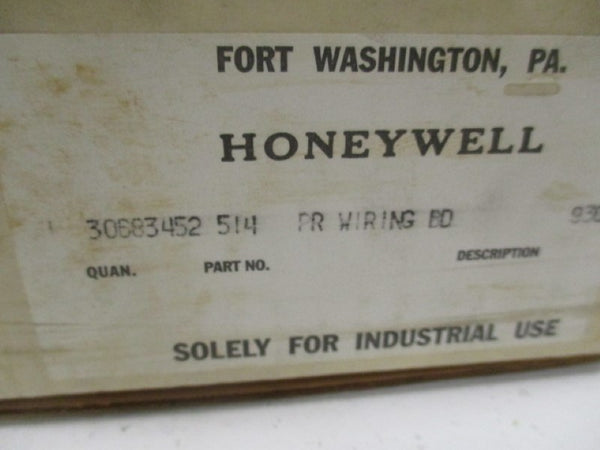 FORT WASHINGTON, PA.
HONEYWELL
30683452 514 PR WIRING BD
QUAN. PART NO. DESCRIPTION
SOLELY FOR INDUSTRIAL USE